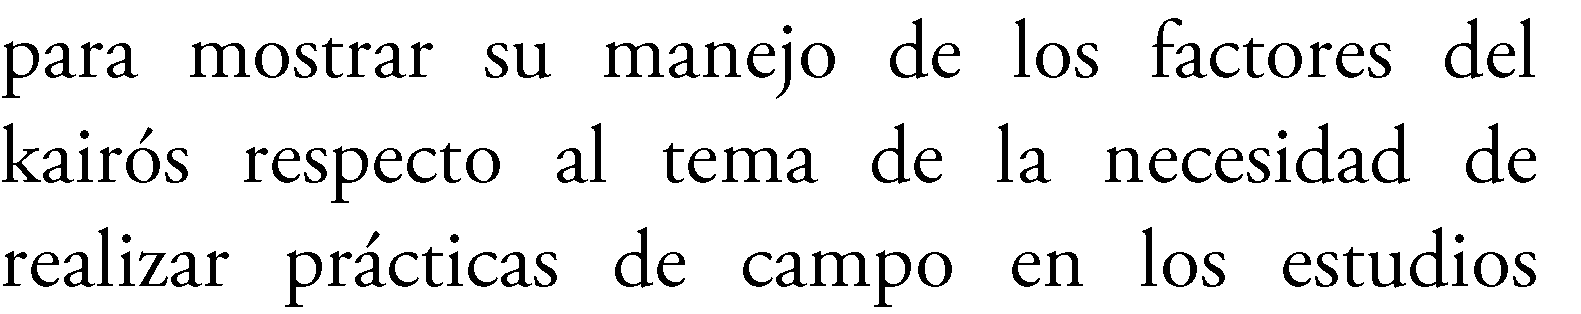 para mostrar su manejo de los factores del
kairós respecto al tema de la necesidad de
realizar prácticas de campo en los estudios